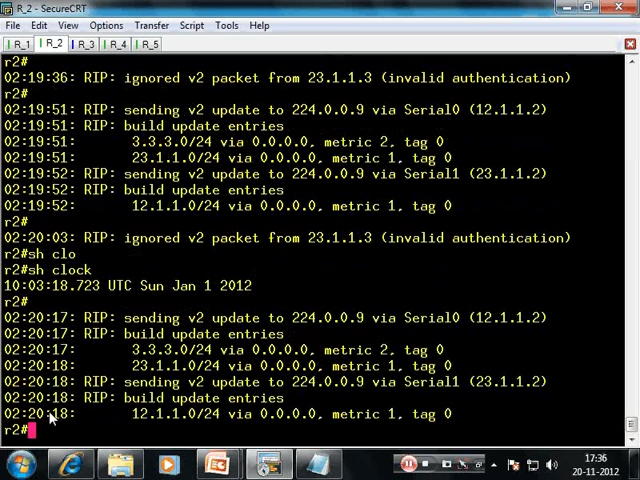 R_2 - SecureCRT
File Edit View Options Transfer Script Tools Help
R_1 R_2 R_3 R_4 R_5
r2#
02:19:36: RIP: ignored v2 packet from 23.1.1.3 (invalid authentication)
r2#
02:19:51: RIP: sending v2 update to 224.0.0.9 via Serial0 (12.1.1.2)
02:19:51: RIP: build update entries
02:19:51: 3.3.3.0/24 via 0.0.0.0, metric 2, tag 0
02:19:51: 23.1.1.0/24 via 0.0.0.0, metric 1, tag 0
02:19:52: RIP: sending v2 update to 224.0.0.9 via Serial1 (23.1.1.2)
02:19:52: RIP: build update entries
02:19:52: 12.1.1.0/24 via 0.0.0.0, metric 1, tag 0
r2#
02:20:03: RIP: ignored v2 packet from 23.1.1.3 (invalid authentication)
r2#sh clo
r2#sh clock
10:03:18.723 UTC Sun Jan 1 2012
r2#
02:20:17: RIP: sending v2 update to 224.0.0.9 via Serial0 (12.1.1.2)
02:20:17: RIP: build update entries
02:20:17: 3.3.3.0/24 via 0.0.0.0, metric 2, tag 0
02:20:18: 23.1.1.0/24 via 0.0.0.0, metric 1, tag 0
02:20:18: RIP: sending v2 update to 224.0.0.9 via Serial1 (23.1.1.2)
02:20:18: RIP: build update entries
02:20:18: 12.1.1.0/24 via 0.0.0.0, metric 1, tag 0
r2#
17:36
20-11-2012